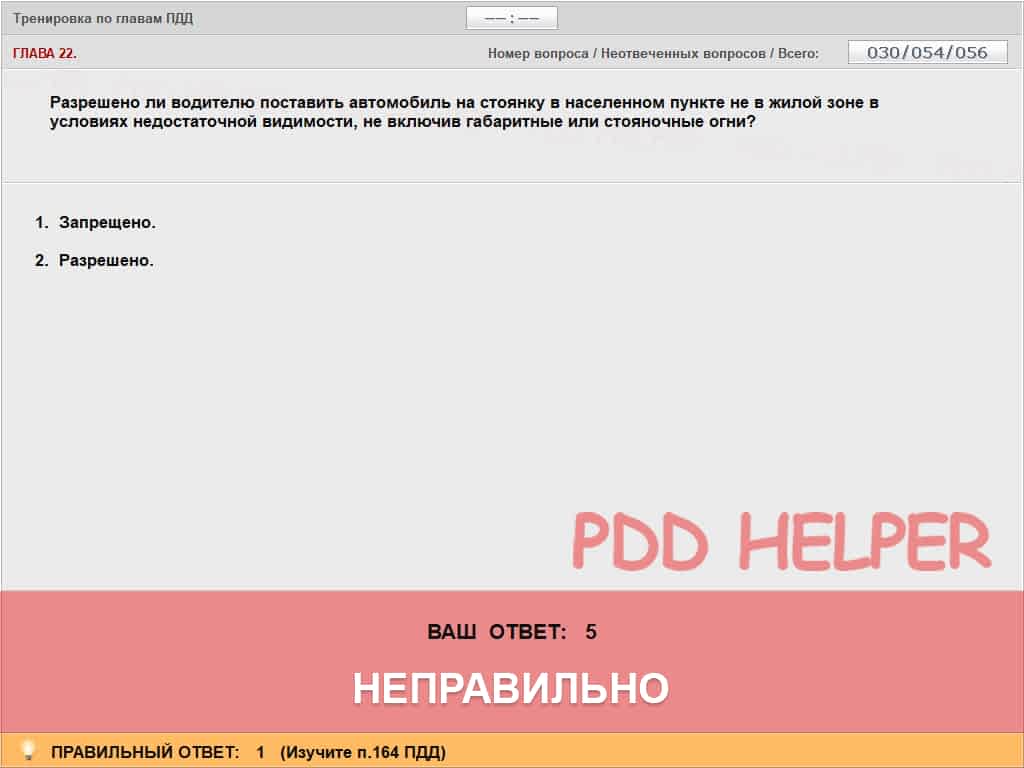 Тренировка по главам ПДД
–– : ––
ГЛАВА 22.
Номер вопроса / Неотвеченных вопросов / Всего: 030/054/056
Разрешено ли водителю поставить автомобиль на стоянку в населенном пункте не в жилой зоне в
условиях недостаточной видимости, не включив габаритные или стояночные огни?
1. Запрещено.
2. Разрешено.
PDD HELPER
ВАШ ОТВЕТ: 5
НЕПРАВИЛЬНО
ПРАВИЛЬНЫЙ ОТВЕТ: 1 (Изучите п.164 ПДД)